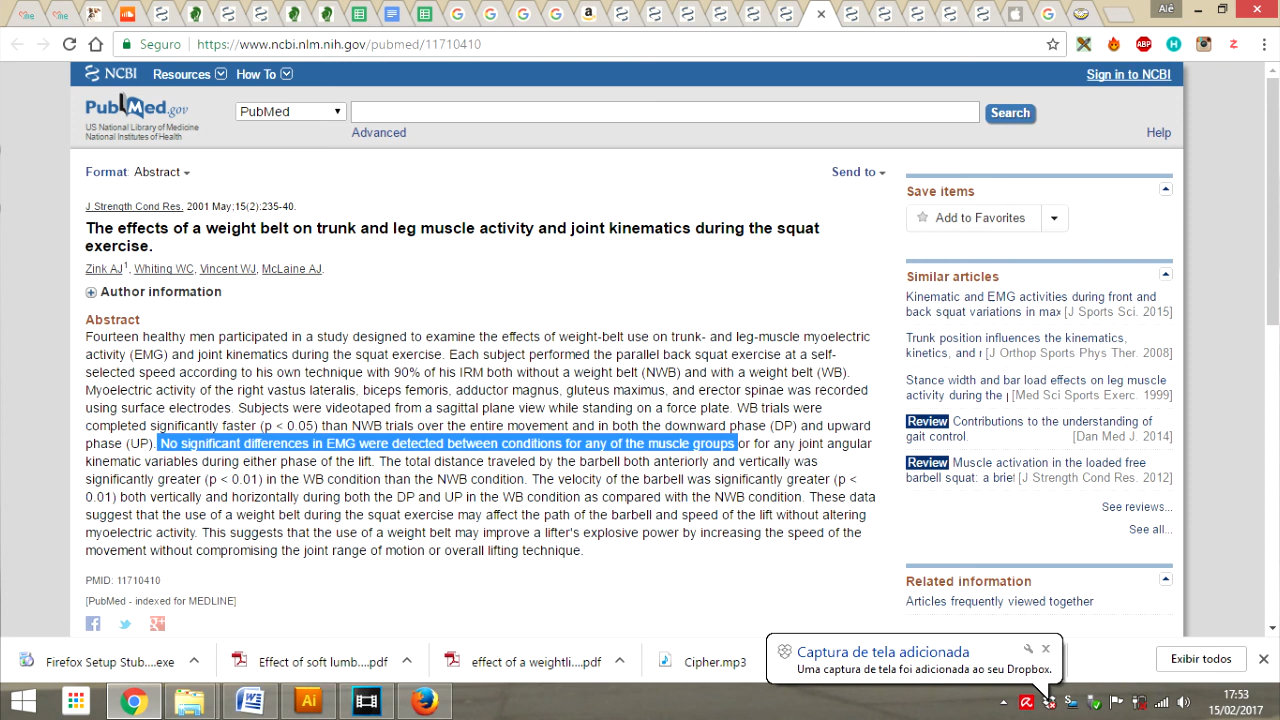 Alê
Seguro
https://www.ncbi.nlm.nih.gov/pubmed/11710410
ABP
H
Z
NCBI Resources How To Sign in to NCBI
PubMed.gov
US National Library of Medicine
National Institutes of Health
PubMed
Search
Advanced
Help
Format: Abstract
Send to
J Strength Cond Res. 2001 May;15(2):235-40.
The effects of a weight belt on trunk and leg muscle activity and joint kinematics during the squat
exercise.
Zink AJ1, Whiting WC, Vincent WJ, McLaine AJ.
Author information
Abstract
Fourteen healthy men participated in a study designed to examine the effects of weight-belt use on trunk- and leg-muscle myoelectric
activity (EMG) and joint kinematics during the squat exercise. Each subject performed the parallel back squat exercise at a self-
selected speed according to his own technique with 90% of his IRM both without a weight belt (NWB) and with a weight belt (WB).
Myoelectric activity of the right vastus lateralis, biceps femoris, adductor magnus, gluteus maximus, and erector spinae was recorded
using surface electrodes. Subjects were videotaped from a sagittal plane view while standing on a force plate. WB trials were
completed significantly faster (p < 0.05) than NWB trials over the entire movement and in both the downward phase (DP) and upward
phase (UP). No significant differences in EMG were detected between conditions for any of the muscle groups or for any joint angular
kinematic variables during either phase of the lift. The total distance traveled by the barbell both anteriorly and vertically was
significantly greater (p < 0.01) in the WB condition than the NWB condition. The velocity of the barbell was significantly greater (p <
0.01) both vertically and horizontally during both the DP and UP in the WB condition as compared with the NWB condition. These data
suggest that the use of a weight belt during the squat exercise may affect the path of the barbell and speed of the lift without altering
myoelectric activity. This suggests that the use of a weight belt may improve a lifter's explosive power by increasing the speed of the
movement without compromising the joint range of motion or overall lifting technique.
PMID: 11710410
[PubMed - indexed for MEDLINE]
Save items
Add to Favorites
Similar articles
Kinematic and EMG activities during front and
back squat variations in max [J Sports Sci. 2015]
Trunk position influences the kinematics,
kinetics, and r [J Orthop Sports Phys Ther. 2008]
Stance width and bar load effects on leg muscle
activity during the [Med Sci Sports Exerc. 1999]
Review Contributions to the understanding of
gait control. [Dan Med J. 2014]
Review Muscle activation in the loaded free
barbell squat: a brie [J Strength Cond Res. 2012]
See reviews...
See all...
Related information
Articles frequently viewed together
Firefox Setup Stub....exe
Effect of soft lumb....pdf
effect of a weightli....pdf
Cipher.mp3
Captura de tela adicionada
Uma captura de tela foi adicionada ao seu Dropbox.
Exibir todos
Ai
17:53
15/02/2017